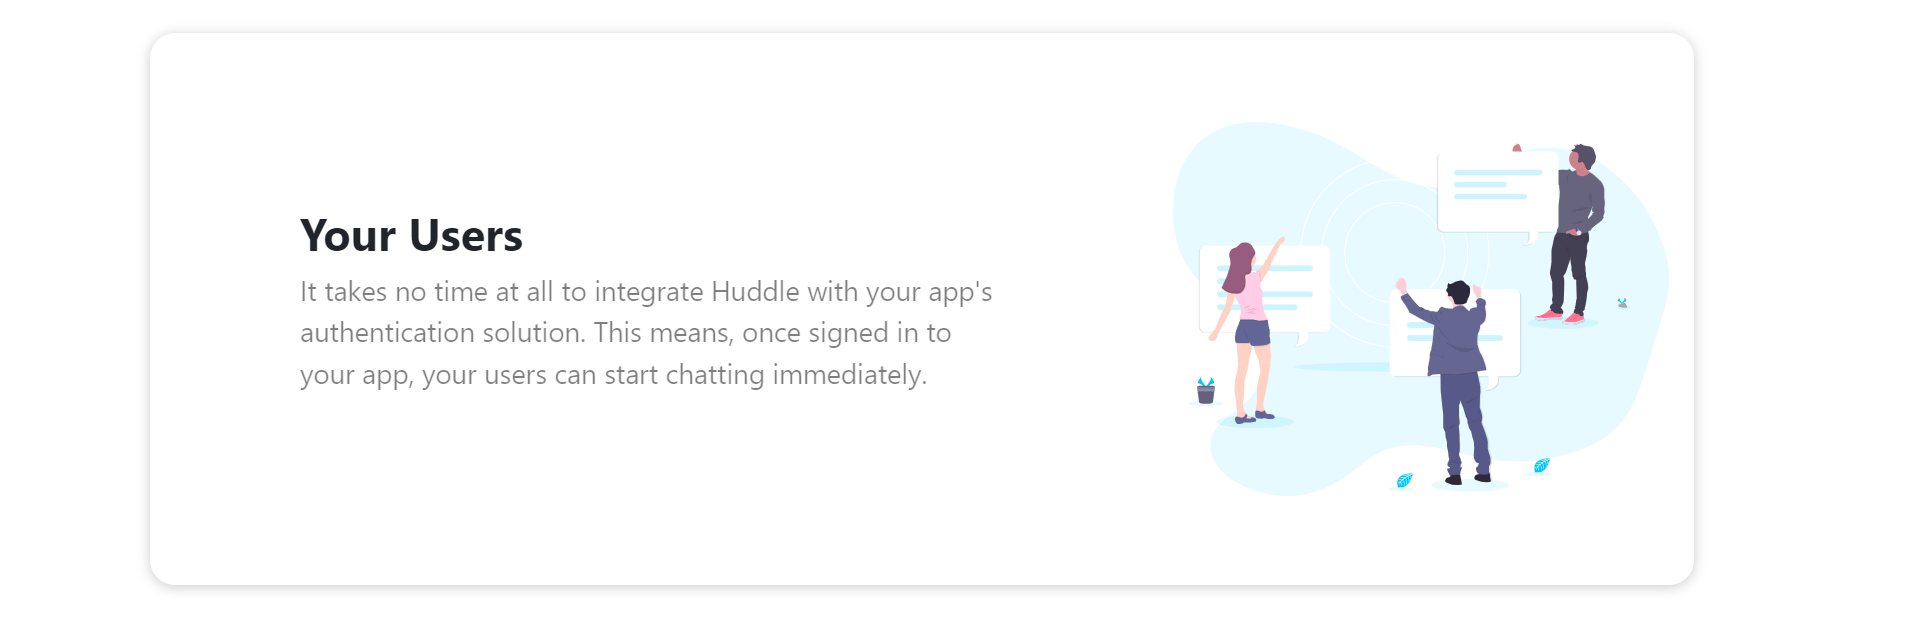 Your Users
It takes no time at all to integrate Huddle with your app's
authentication solution. This means, once signed in to
your app, your users can start chatting immediately.